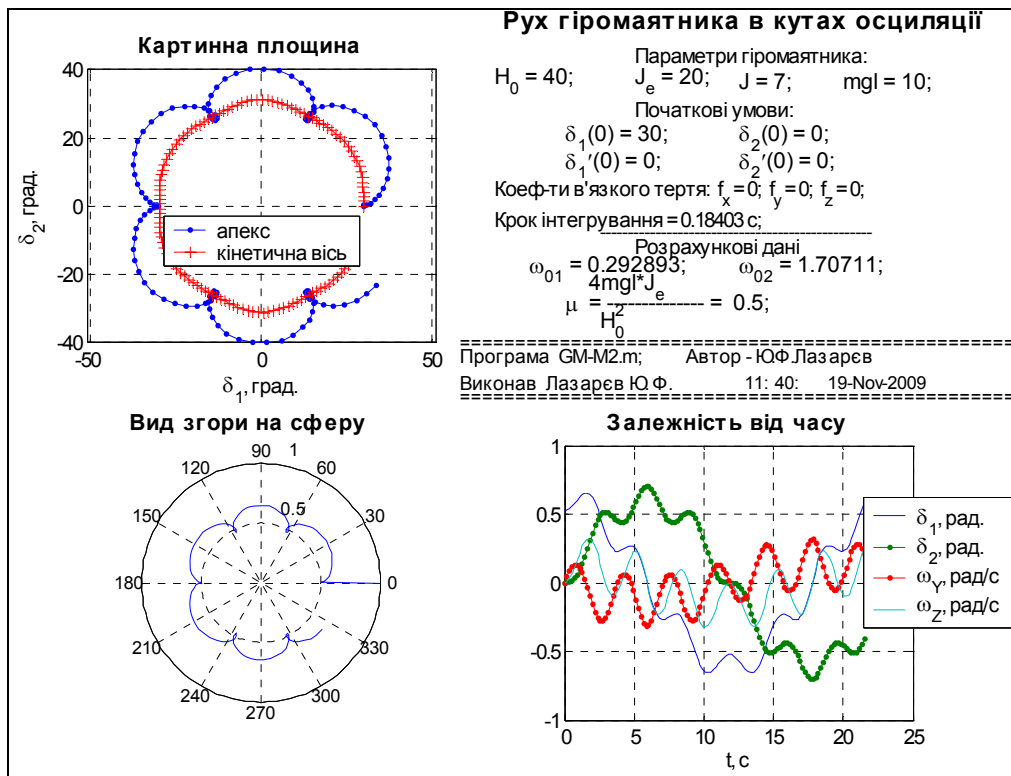 Рух гіромаятника в кутах осциляції
Параметри гіромаятника:
H₀ = 40; Jₑ = 20; J = 7; mgl = 10;
Початкові умови:
δ₁(0) = 30; δ₂(0) = 0;
δ₁'(0) = 0; δ₂'(0) = 0;
Коеф-ти в'язкого тертя: fₓ = 0; f_y = 0; f_z = 0;
Крок інтегрування = 0.18403 с;
Розрахункові дані
ω₀₁ = 0.292893; ω₀₂ = 1.70711;
4mgl*Jₑ
μ = --------------- = 0.5;
H₀²
Програма GM-M2.m; Автор - Ю.Ф.Лазарєв
Виконав Лазарєв Ю.Ф. 11: 40: 19-Nov-2009
Картинна площина
40
20
0
-20
-40
-50 0 50
δ₂, град.
δ₁, град.
апекс
кінетична вісь
Вид згори на сферу
90
1
120 60
0.5
150 30
180 0
210 330
240 300
270
Залежність від часу
1
0.5
0
-0.5
-1
0 5 10 15 20 25
t, c
δ₁, рад.
δ₂, рад.
ω_Y', рад/с
ω_Z, рад/с